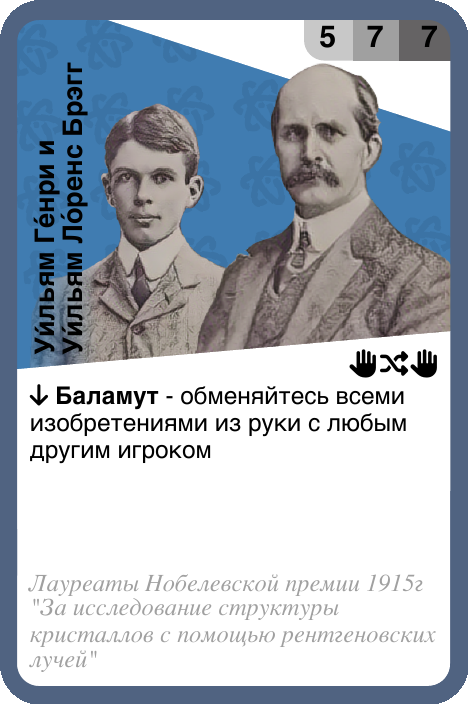 5 7 7
Уи́льям Ге́нри и
Уи́льям Ло́ренс Брэгг
Баламут - обменяйтесь всеми
изобретениями из руки с любым
другим игроком
Лауреаты Нобелевской премии 1915г
"За исследование структуры
кристаллов с помощью рентгеновских
лучей"